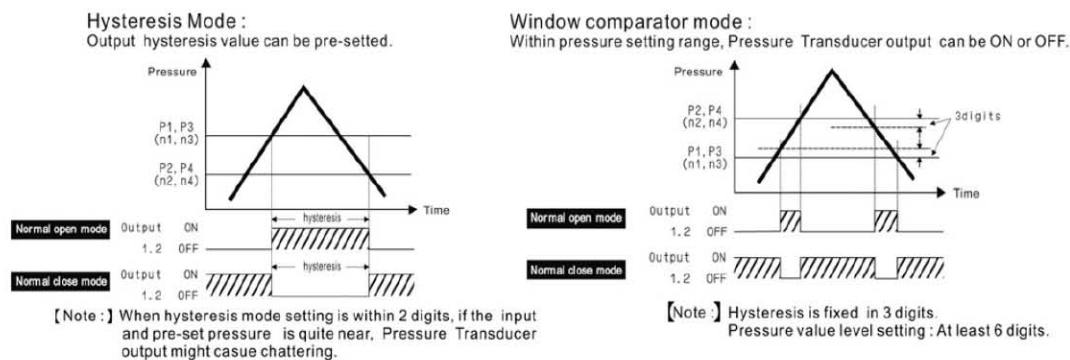 Hysteresis Mode :
Output hysteresis value can be pre-setted.
Pressure
P1, P3
(n1, n3)
P2, P4
(n2, n4)
Time
hysteresis
Normal open mode
Output ON
1.2 OFF
hysteresis
Normal close mode
Output ON
1.2 OFF
【Note :】 When hysteresis mode setting is within 2 digits, if the input
and pre-set pressure is quite near, Pressure Transducer
output might casue chattering.
Window comparator mode :
Within pressure setting range, Pressure Transducer output can be ON or OFF.
Pressure
P2, P4
(n2, n4)
3digits
P1, P3
(n1, n3)
Time
Normal open mode
Output ON
1.2 OFF
Normal close mode
Output ON
1.2 OFF
【Note :】 Hysteresis is fixed in 3 digits.
Pressure value level setting : At least 6 digits.